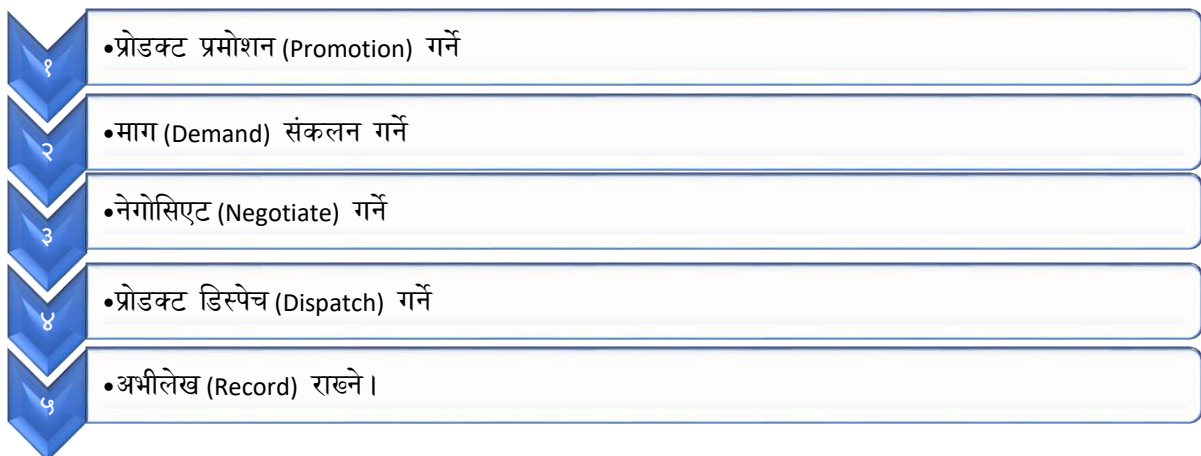 १
•प्रोडक्ट प्रमोशन (Promotion) गर्ने
२
•माग (Demand) संकलन गर्ने
३
•नेगोसिएट (Negotiate) गर्ने
४
•प्रोडक्ट डिस्पेच (Dispatch) गर्ने
५
•अभीलेख (Record) राख्ने।